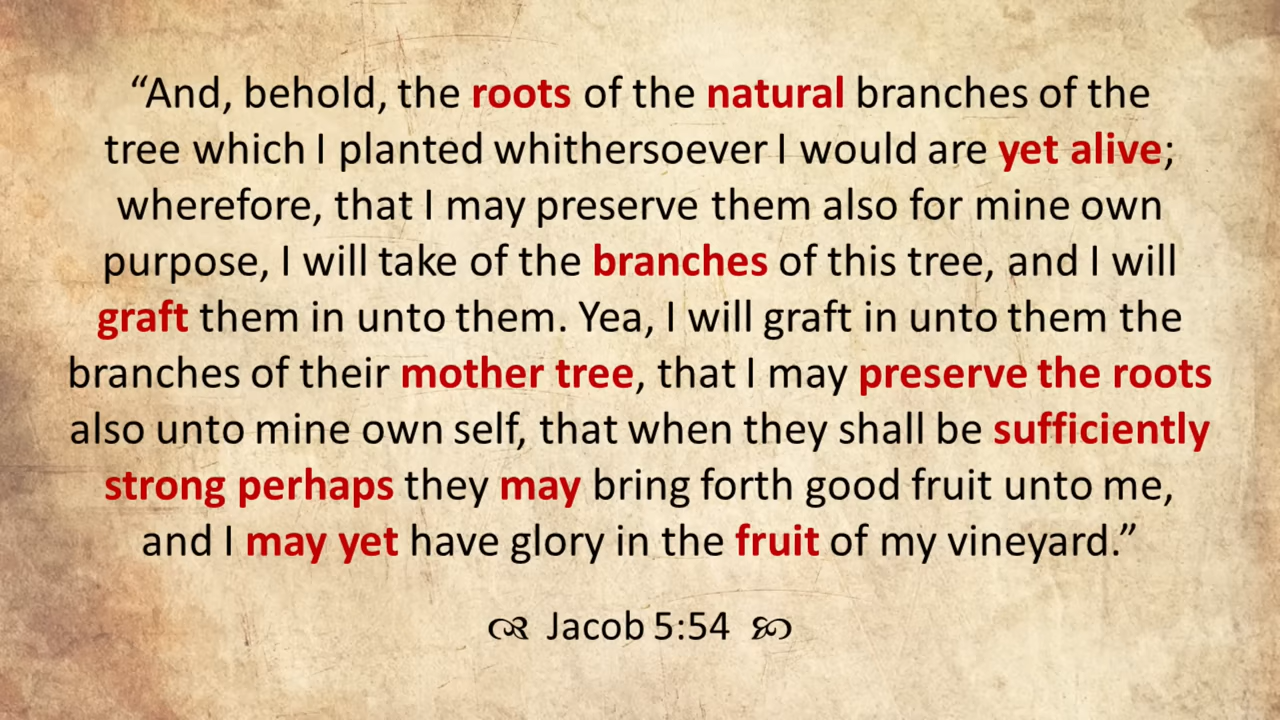 “And, behold, the roots of the natural branches of the
tree which I planted whithersoever I would are yet alive;
wherefore, that I may preserve them also for mine own
purpose, I will take of the branches of this tree, and I will
graft them in unto them. Yea, I will graft in unto them the
branches of their mother tree, that I may preserve the roots
also unto mine own self, that when they shall be sufficiently
strong perhaps they may bring forth good fruit unto me,
and I may yet have glory in the fruit of my vineyard.”
Jacob 5:54